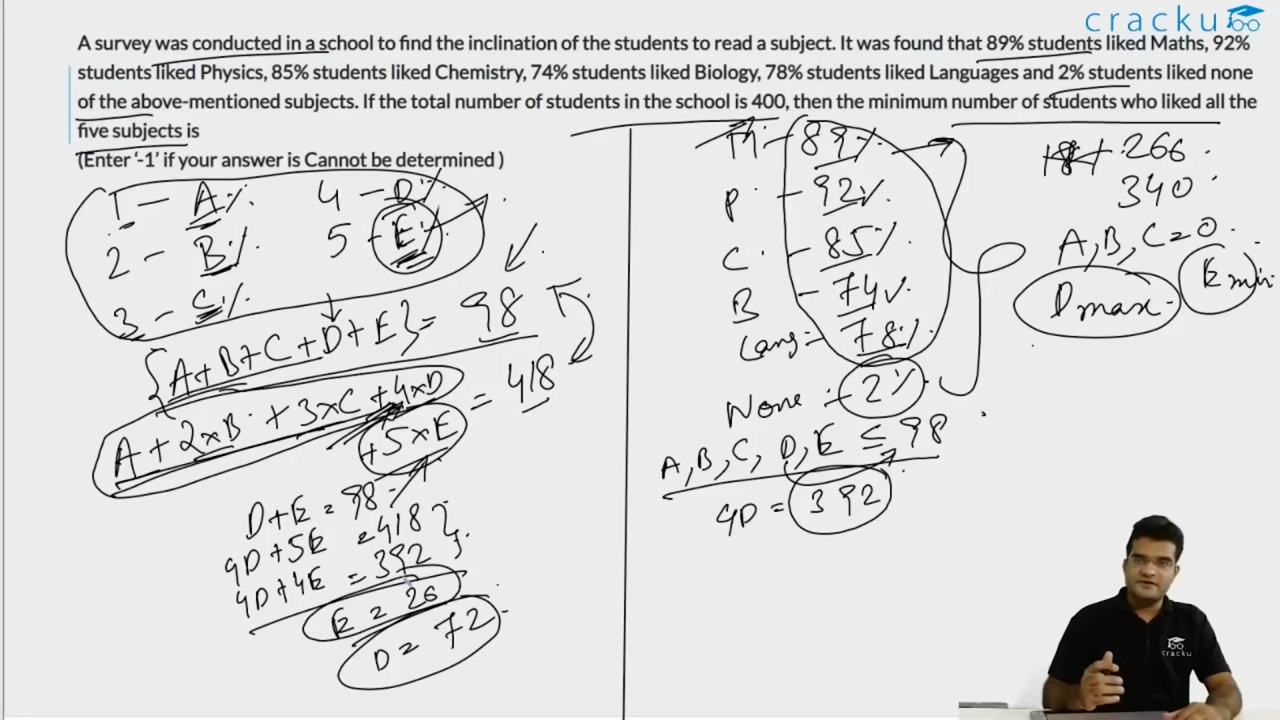 cracku
A survey was conducted in a school to find the inclination of the students to read a subject. It was found that 89% students liked Maths, 92%
students liked Physics, 85% students liked Chemistry, 74% students liked Biology, 78% students liked Languages and 2% students liked none
of the above-mentioned subjects. If the total number of students in the school is 400, then the minimum number of students who liked all the
five subjects is
(Enter '-1' if your answer is Cannot be determined )
1 - A%
2 - B%
3 - C%
4 - D%
5 - E%
{A+B+C+D+E} = 98
A + 2×B + 3×C + 4×D
+5×E = 418
D+E = 98
4D+5E = 418
4D+4E = 392
E = 26
D = 72
89%
P - 92%
C - 85%
B - 74%
Lang - 78%
None - 2%
A, B, C, D, E ≤ 98
4D = 392
266
340
A, B, C = 0
Dmax
Emin
cracku